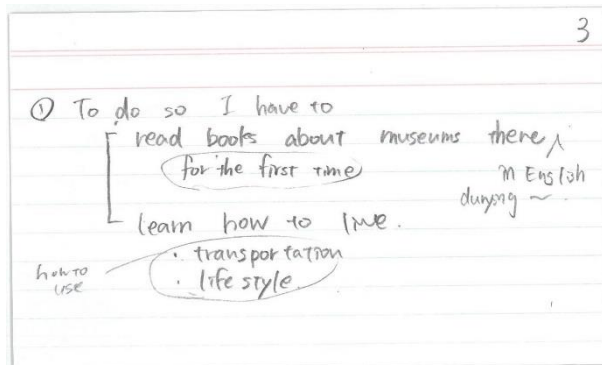 3
① To do so I have to
read books about museums there
in English
for the first time
during ~
learn how to live.
· transportation
· life style
how to
use